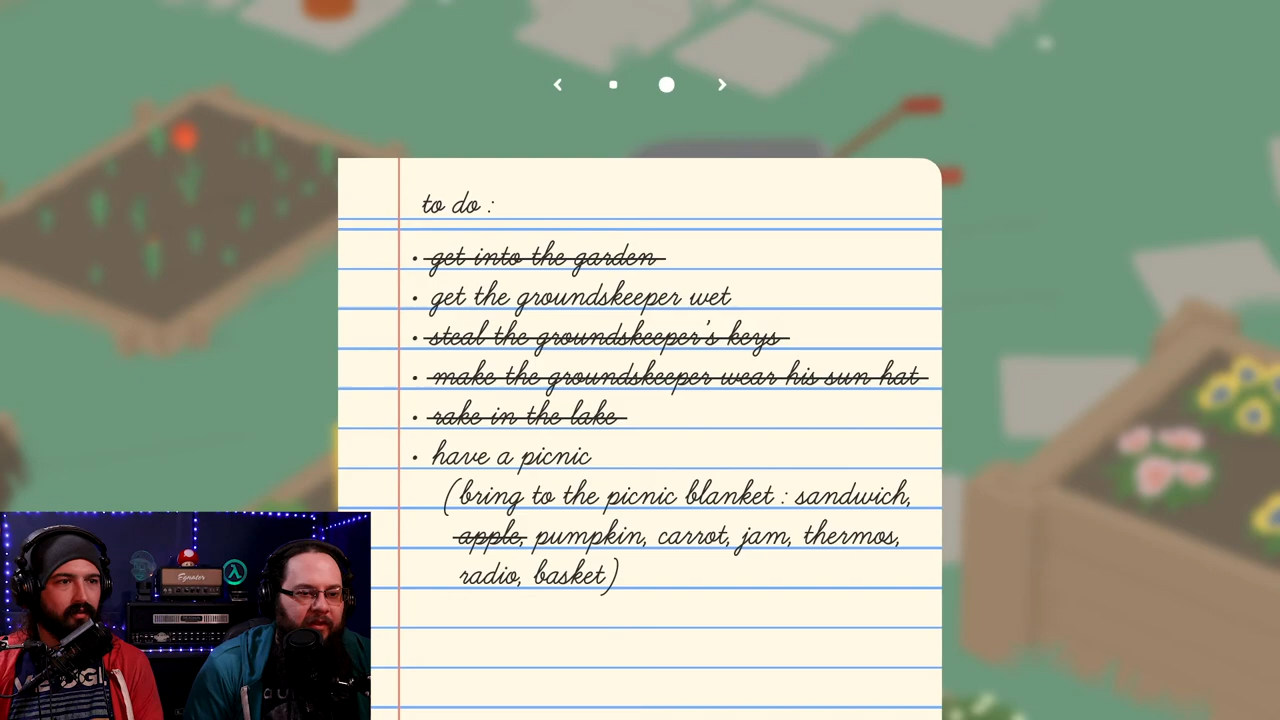 to do :
• get into the garden
• get the groundskeeper wet
• steal the groundskeeper's keys
• make the groundskeeper wear his sun hat
• rake in the lake
• have a picnic
(bring to the picnic blanket : sandwich,
apple, pumpkin, carrot, jam, thermos,
radio, basket)
Egnator